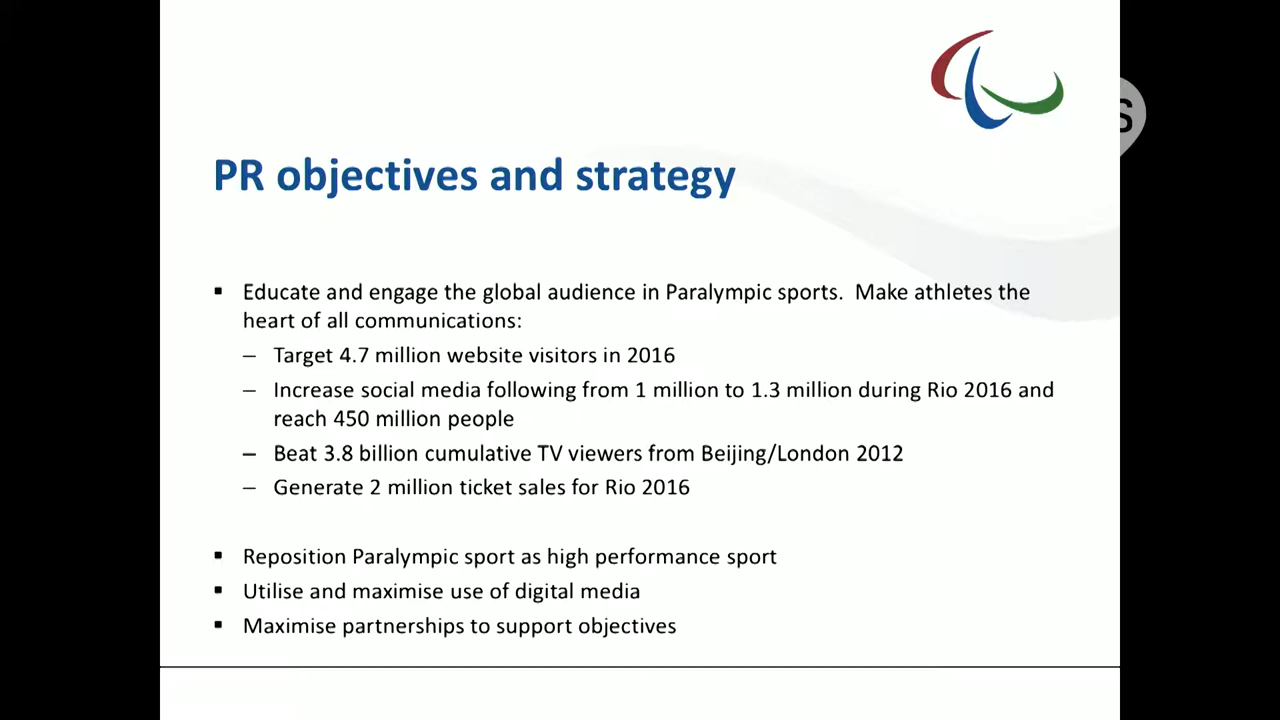 S
PR objectives and strategy
▪ Educate and engage the global audience in Paralympic sports. Make athletes the
heart of all communications:
– Target 4.7 million website visitors in 2016
– Increase social media following from 1 million to 1.3 million during Rio 2016 and
reach 450 million people
– Beat 3.8 billion cumulative TV viewers from Beijing/London 2012
– Generate 2 million ticket sales for Rio 2016
▪ Reposition Paralympic sport as high performance sport
▪ Utilise and maximise use of digital media
▪ Maximise partnerships to support objectives